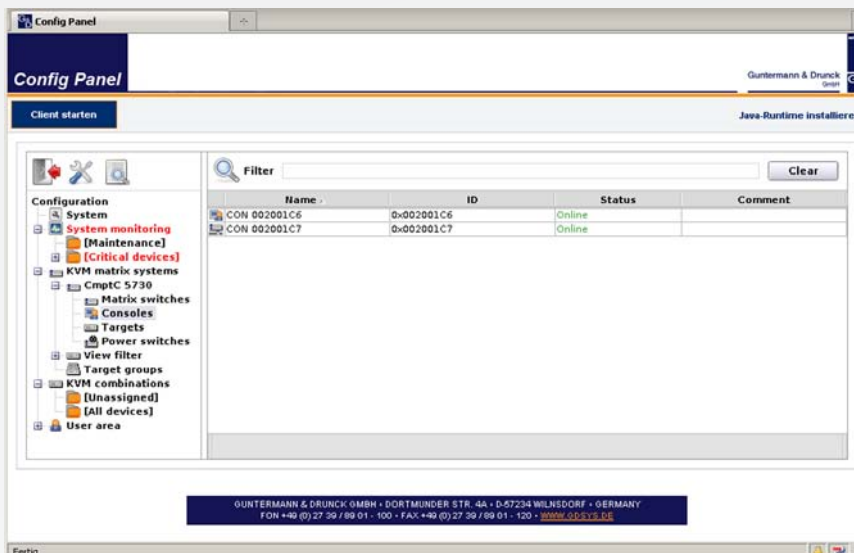 Config Panel
Config Panel
Guntermann & Drunck
GmbH
Client starten
Java-Runtime installiere
Filter
Clear
Configuration
System
System monitoring
[Maintenance]
[Critical devices]
KVM matrix systems
CmptC 5730
Matrix switches
Consoles
Targets
Power switches
View filter
Target groups
KVM combinations
[Unassigned]
[All devices]
User area
Name ID Status Comment
CON 002001C6 0x002001C6 Online
CON 002001C7 0x002001C7 Online
GUNTERMANN & DRUNCK GMBH • DORTMUNDER STR. 4A • D-57234 WILNSDORF • GERMANY
FON +49 (0) 27 39 / 89 01 - 100 • FAX +49 (0) 27 39 / 89 01 - 120 • WWW.GDSYS.DE
Fertig